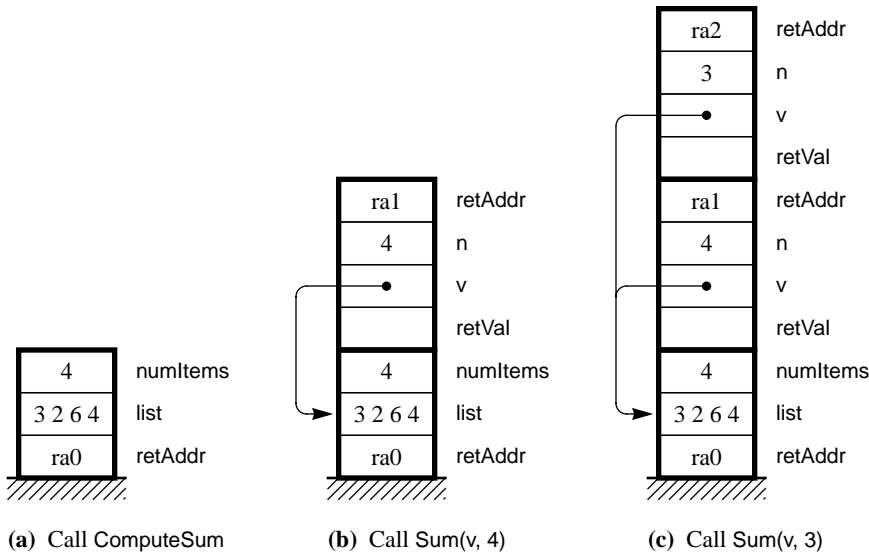 ra2 retAddr
3 n
v
retVal
ra1 retAddr ra1 retAddr
4 n 4 n
v v
retVal retVal
4 numItems 4 numItems 4 numItems
3 2 6 4 list 3 2 6 4 list 3 2 6 4 list
ra0 retAddr ra0 retAddr ra0 retAddr
(a) Call ComputeSum (b) Call Sum(v, 4) (c) Call Sum(v, 3)